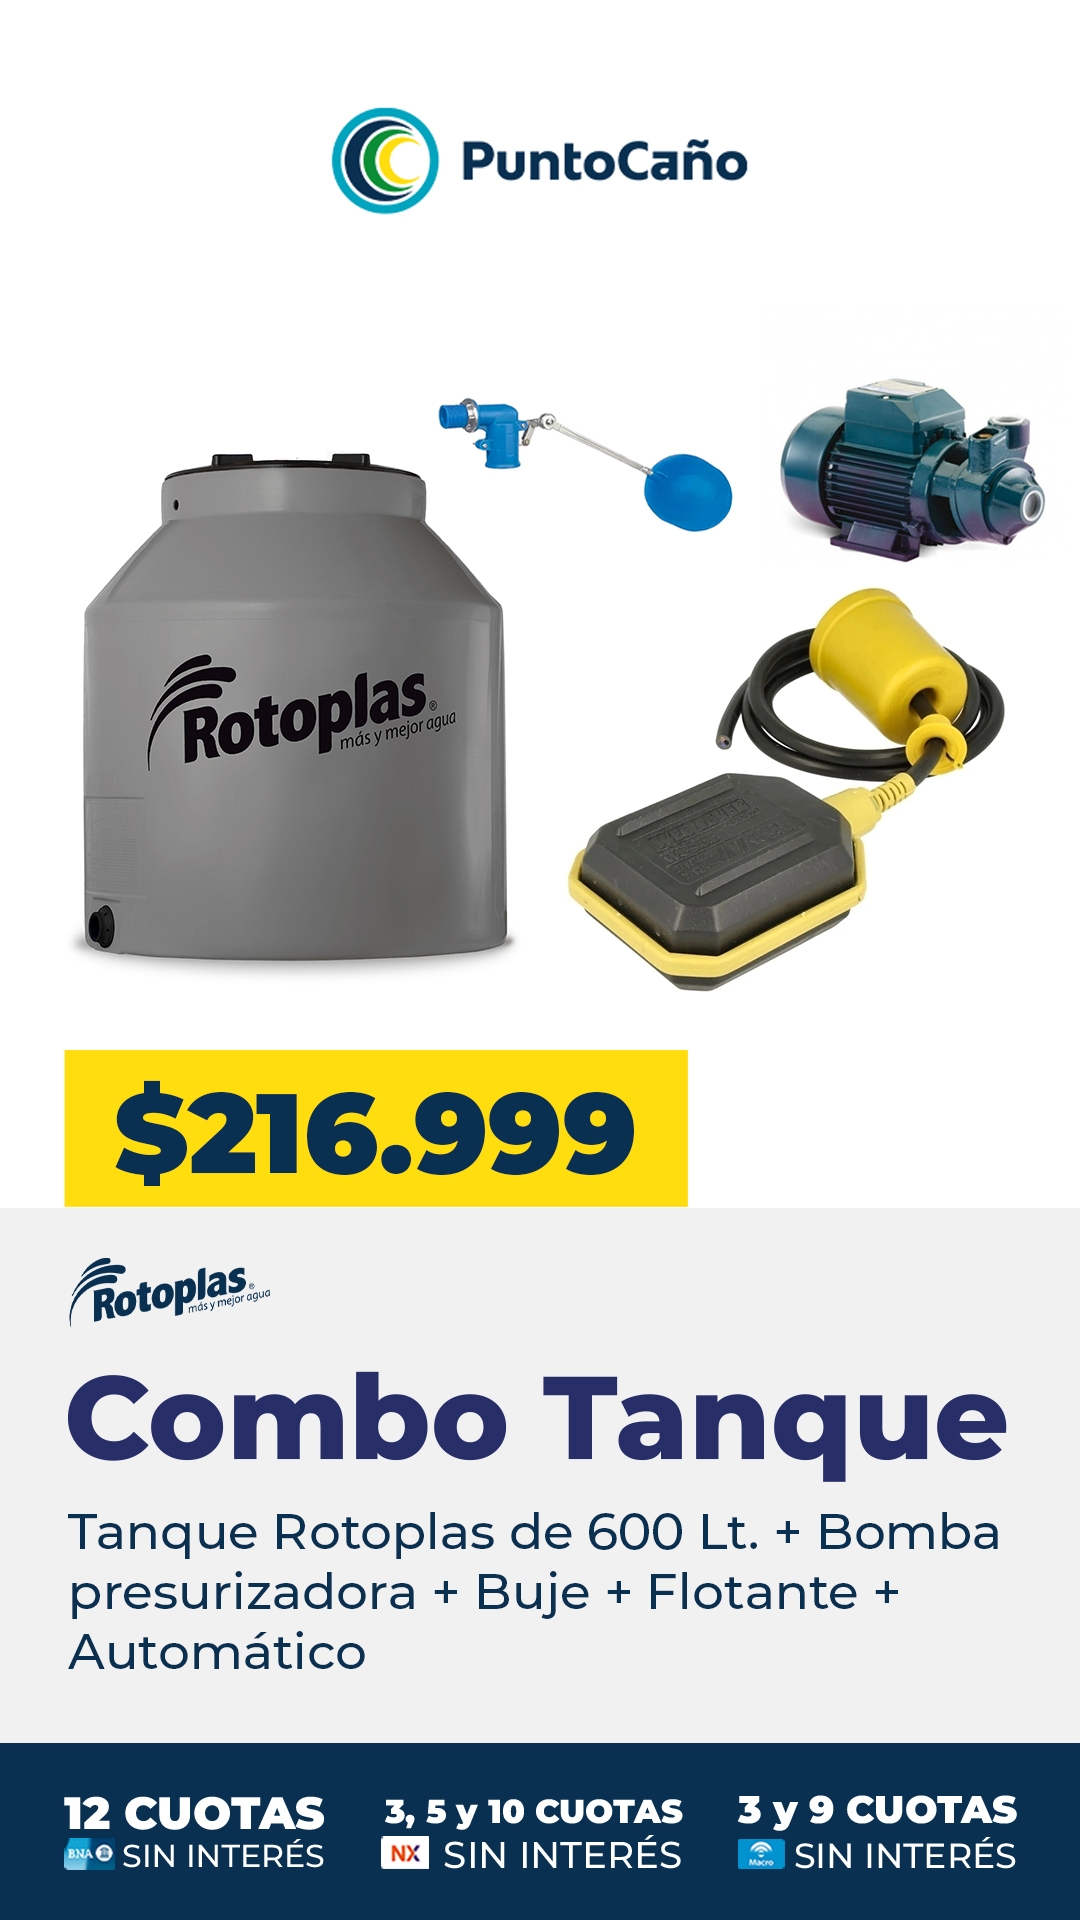 PuntoCaño
Rotoplas®
más y mejor agua
$216.999
Rotoplas®
más y mejor agua
Combo Tanque
Tanque Rotoplas de 600 Lt. + Bomba
presurizadora + Buje + Flotante +
Automático
12 CUOTAS
BNA SIN INTERÉS
3, 5 y 10 CUOTAS
NX SIN INTERÉS
3 y 9 CUOTAS
Macro SIN INTERÉS